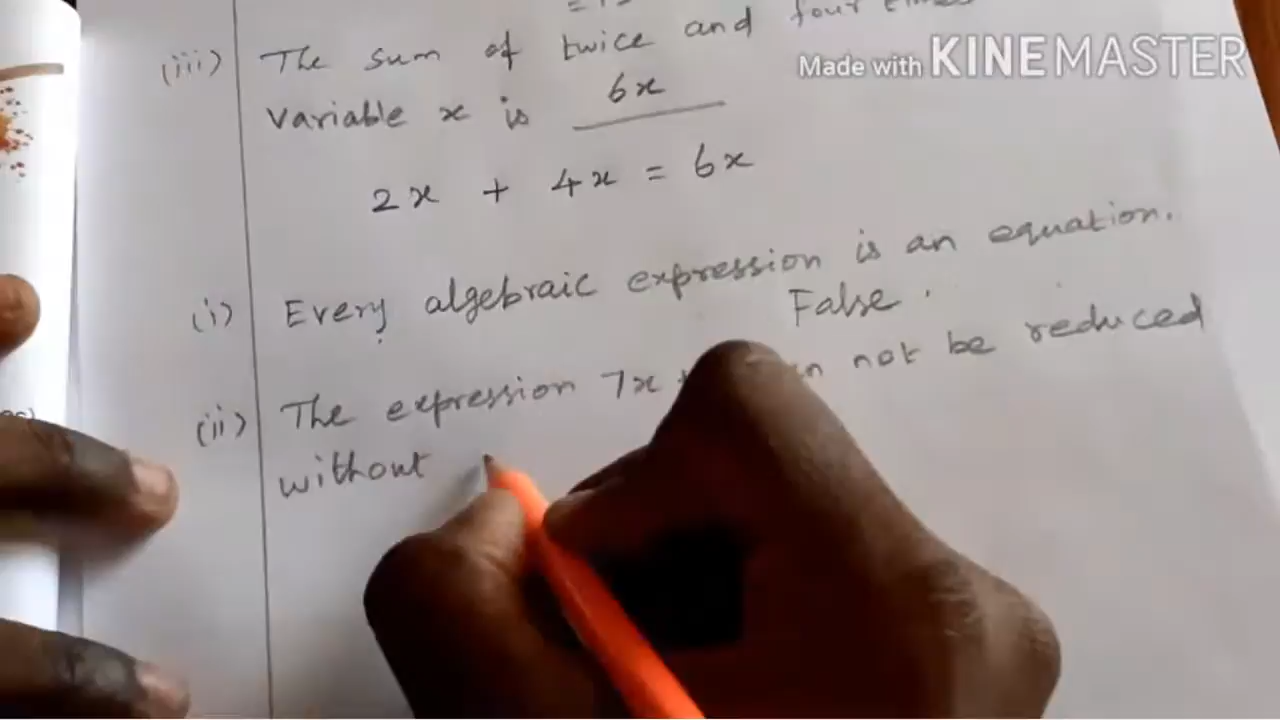 (iii) The sum of twice and four times
Made with KINEMASTER
variable x is 6x
2x + 4x = 6x
(i) Every algebraic expression is an equation.
False.
(ii) The expression 7x not be reduced
without